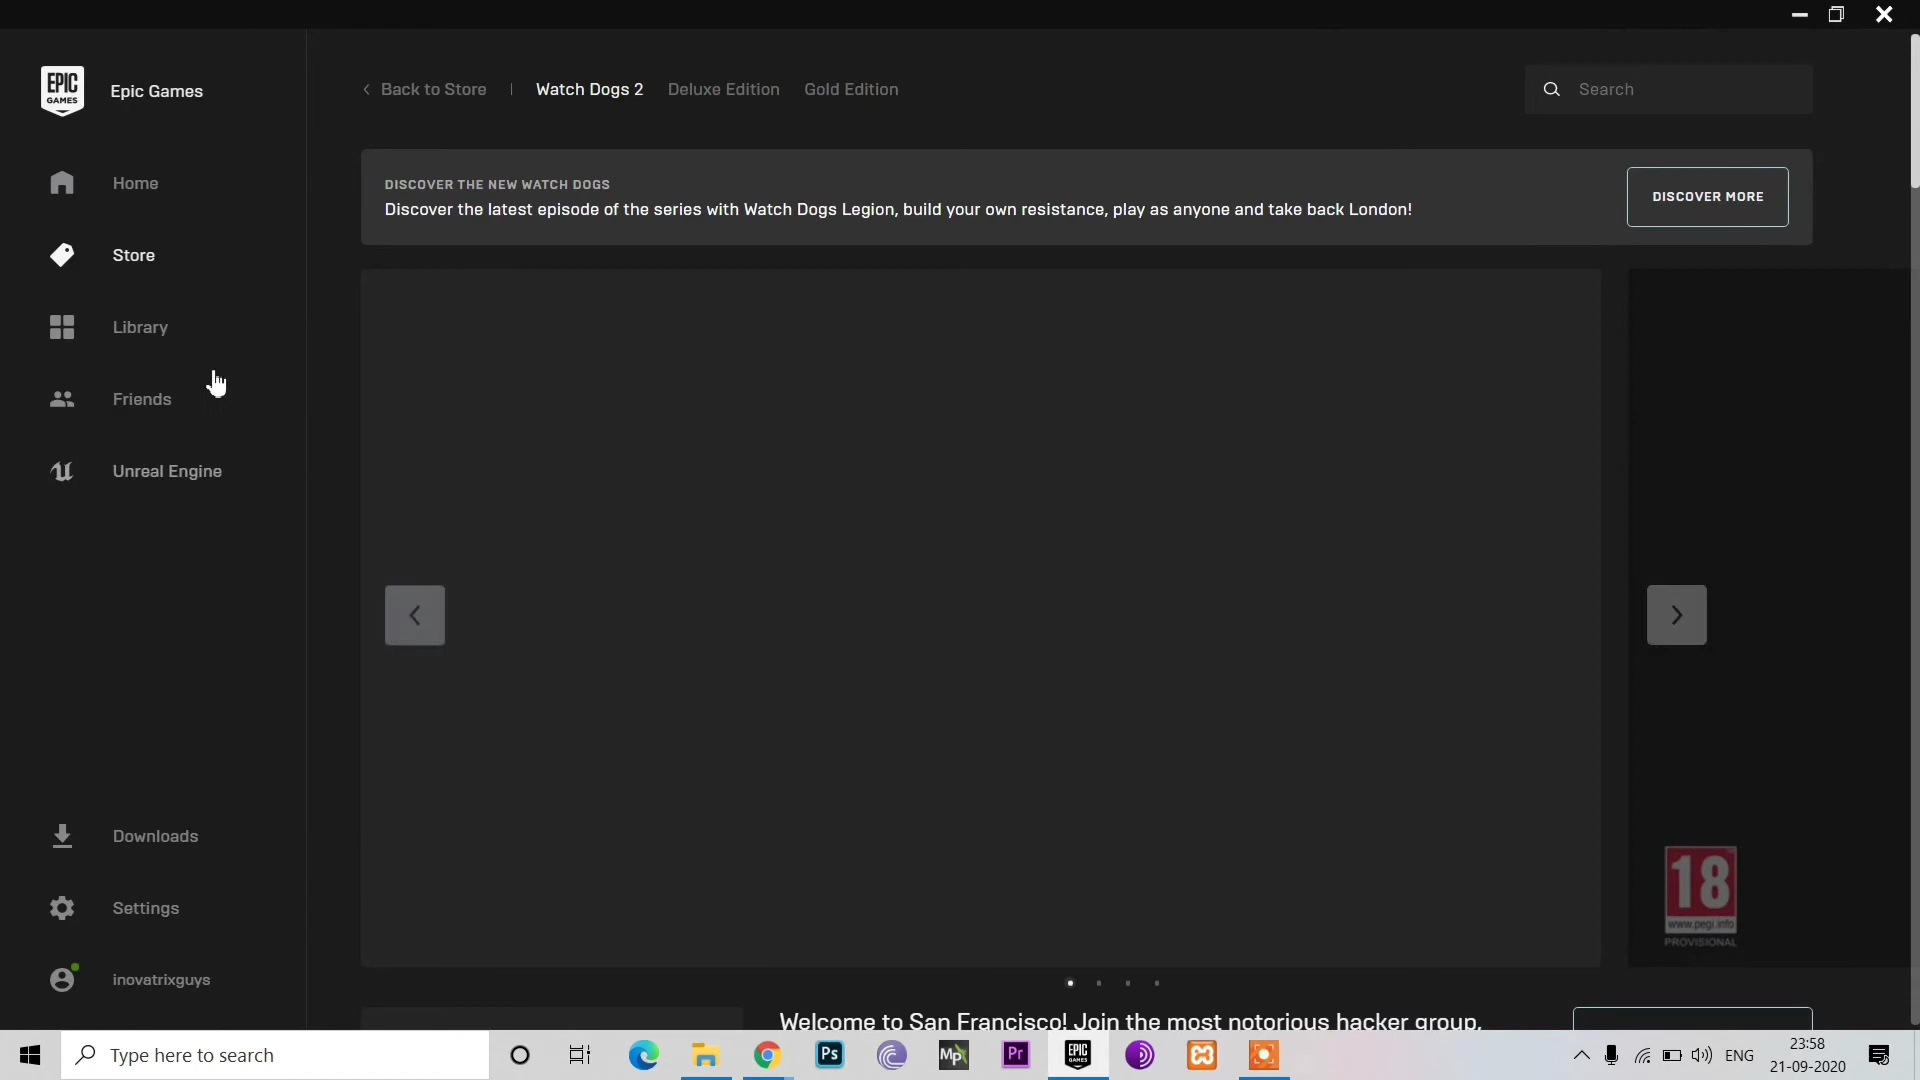 EPIC
GAMES
Epic Games
Back to Store
Watch Dogs 2
Deluxe Edition
Gold Edition
Search
Home
DISCOVER THE NEW WATCH DOGS
Discover the latest episode of the series with Watch Dogs Legion, build your own resistance, play as anyone and take back London!
DISCOVER MORE
Store
Library
Friends
Unreal Engine
Downloads
Settings
inovatrixguys
18
www.pegi.info
PROVISIONAL
Welcome to San Francisco! Join the most notorious hacker group,
Type here to search
Ps
Mp
Pr
EPIC
GAMES
ENG
23:58
21-09-2020